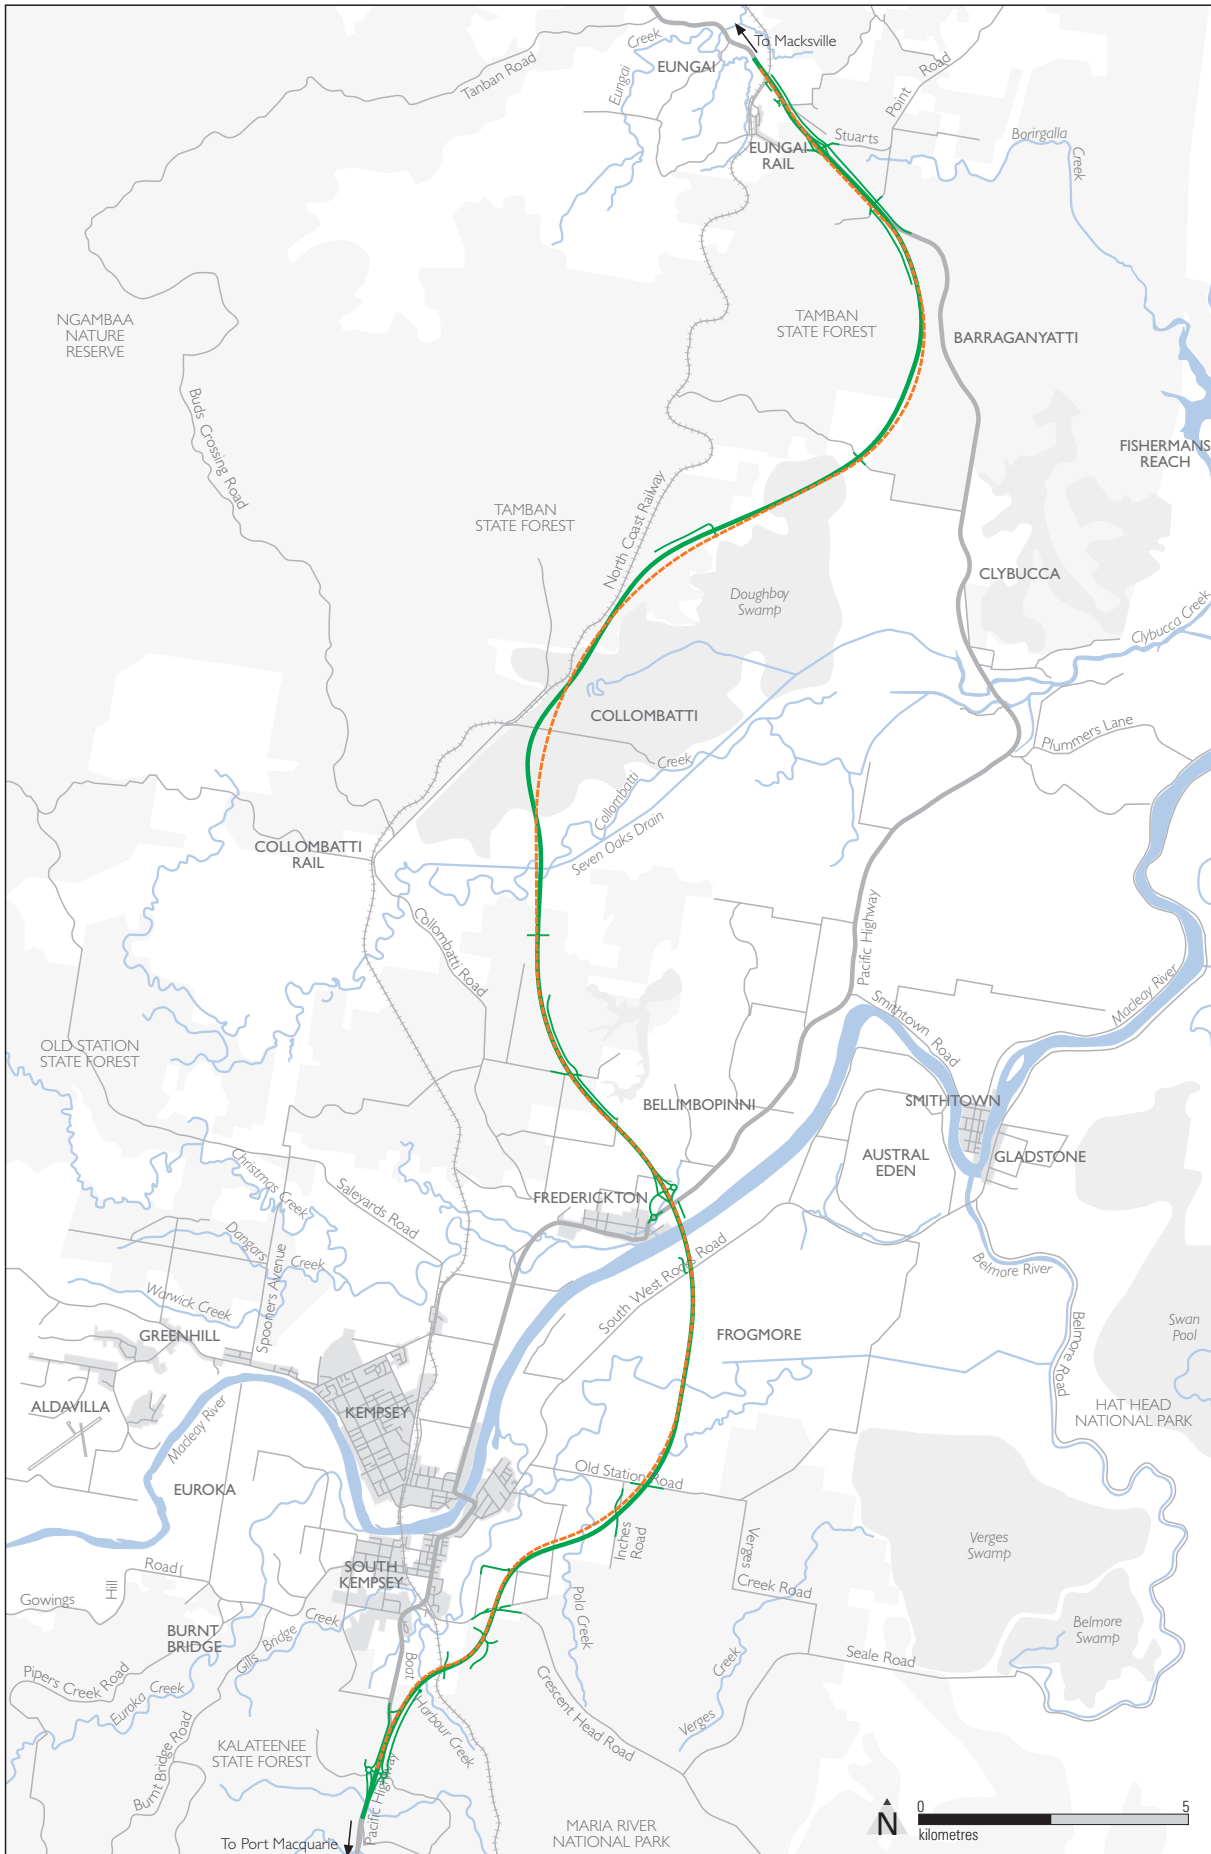 To Macksville
Creek
EUNGAI
Tanban Road
Eungai
Road
Point
Stuarts
Borirgalla
Creek
EUNGAI
RAIL
NGAMBAA
NATURE
RESERVE
TAMBAN
STATE FOREST
BARRAGANYATTI
Buds Crossing Road
FISHERMANS
REACH
North Coast Railway
TAMBAN
STATE FOREST
CLYBUCCA
Doughboy
Swamp
Clybucca Creek
COLLOMBATTI
Plummers Lane
Creek
Collombatti
Seven Oaks Drain
COLLOMBATTI
RAIL
Collombatti Road
Pacific Highway
Smithtown Road
Macleay River
OLD STATION
STATE FOREST
BELLIMBOPINNI
SMITHTOWN
AUSTRAL
EDEN
GLADSTONE
Christmas Creek
Saleyards Road
FREDERICKTON
Dangars
Creek
Spooners Avenue
South West Rocks Road
Belmore River
Warwick Creek
GREENHILL
FROGMORE
Swan
Pool
Belmore Road
ALDAVILLA
KEMPSEY
HAT HEAD
NATIONAL PARK
Macleay River
EUROKA
Old Station Road
Inches
Road
Verges
Creek Road
Verges
Swamp
SOUTH
KEMPSEY
Road
Hill
Gowings
Pola Creek
BURNT
BRIDGE
Creek
Gills Bridge
Belmore
Swamp
Pipers Creek Road
Euroka Creek
Boat
Harbour Creek
Crescent Head Road
Creek
Verges
Seale Road
KALATEENEE
STATE FOREST
Burnt Bridge Road
Pacific Highway
To Port Macquarie
MARIA RIVER
NATIONAL PARK
N
0
5
kilometres